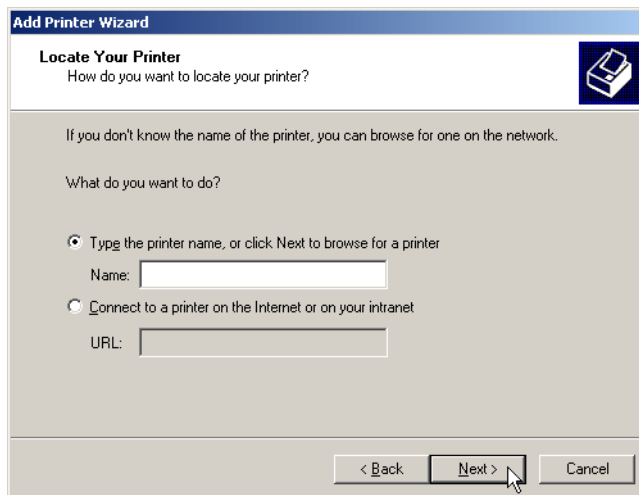 Add Printer Wizard
Locate Your Printer
How do you want to locate your printer?
If you don't know the name of the printer, you can browse for one on the network.
What do you want to do?
Type the printer name, or click Next to browse for a printer
Name:
Connect to a printer on the Internet or on your intranet
URL:
< Back Next > Cancel